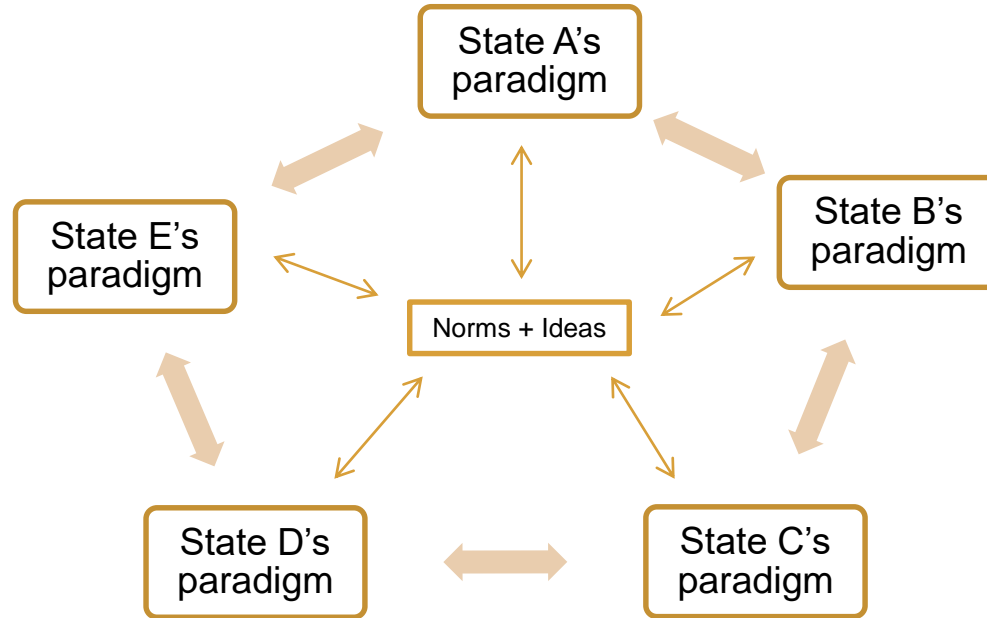 State A’s
paradigm
State E’s
paradigm
State B’s
paradigm
Norms + Ideas
State D’s
paradigm
State C’s
paradigm